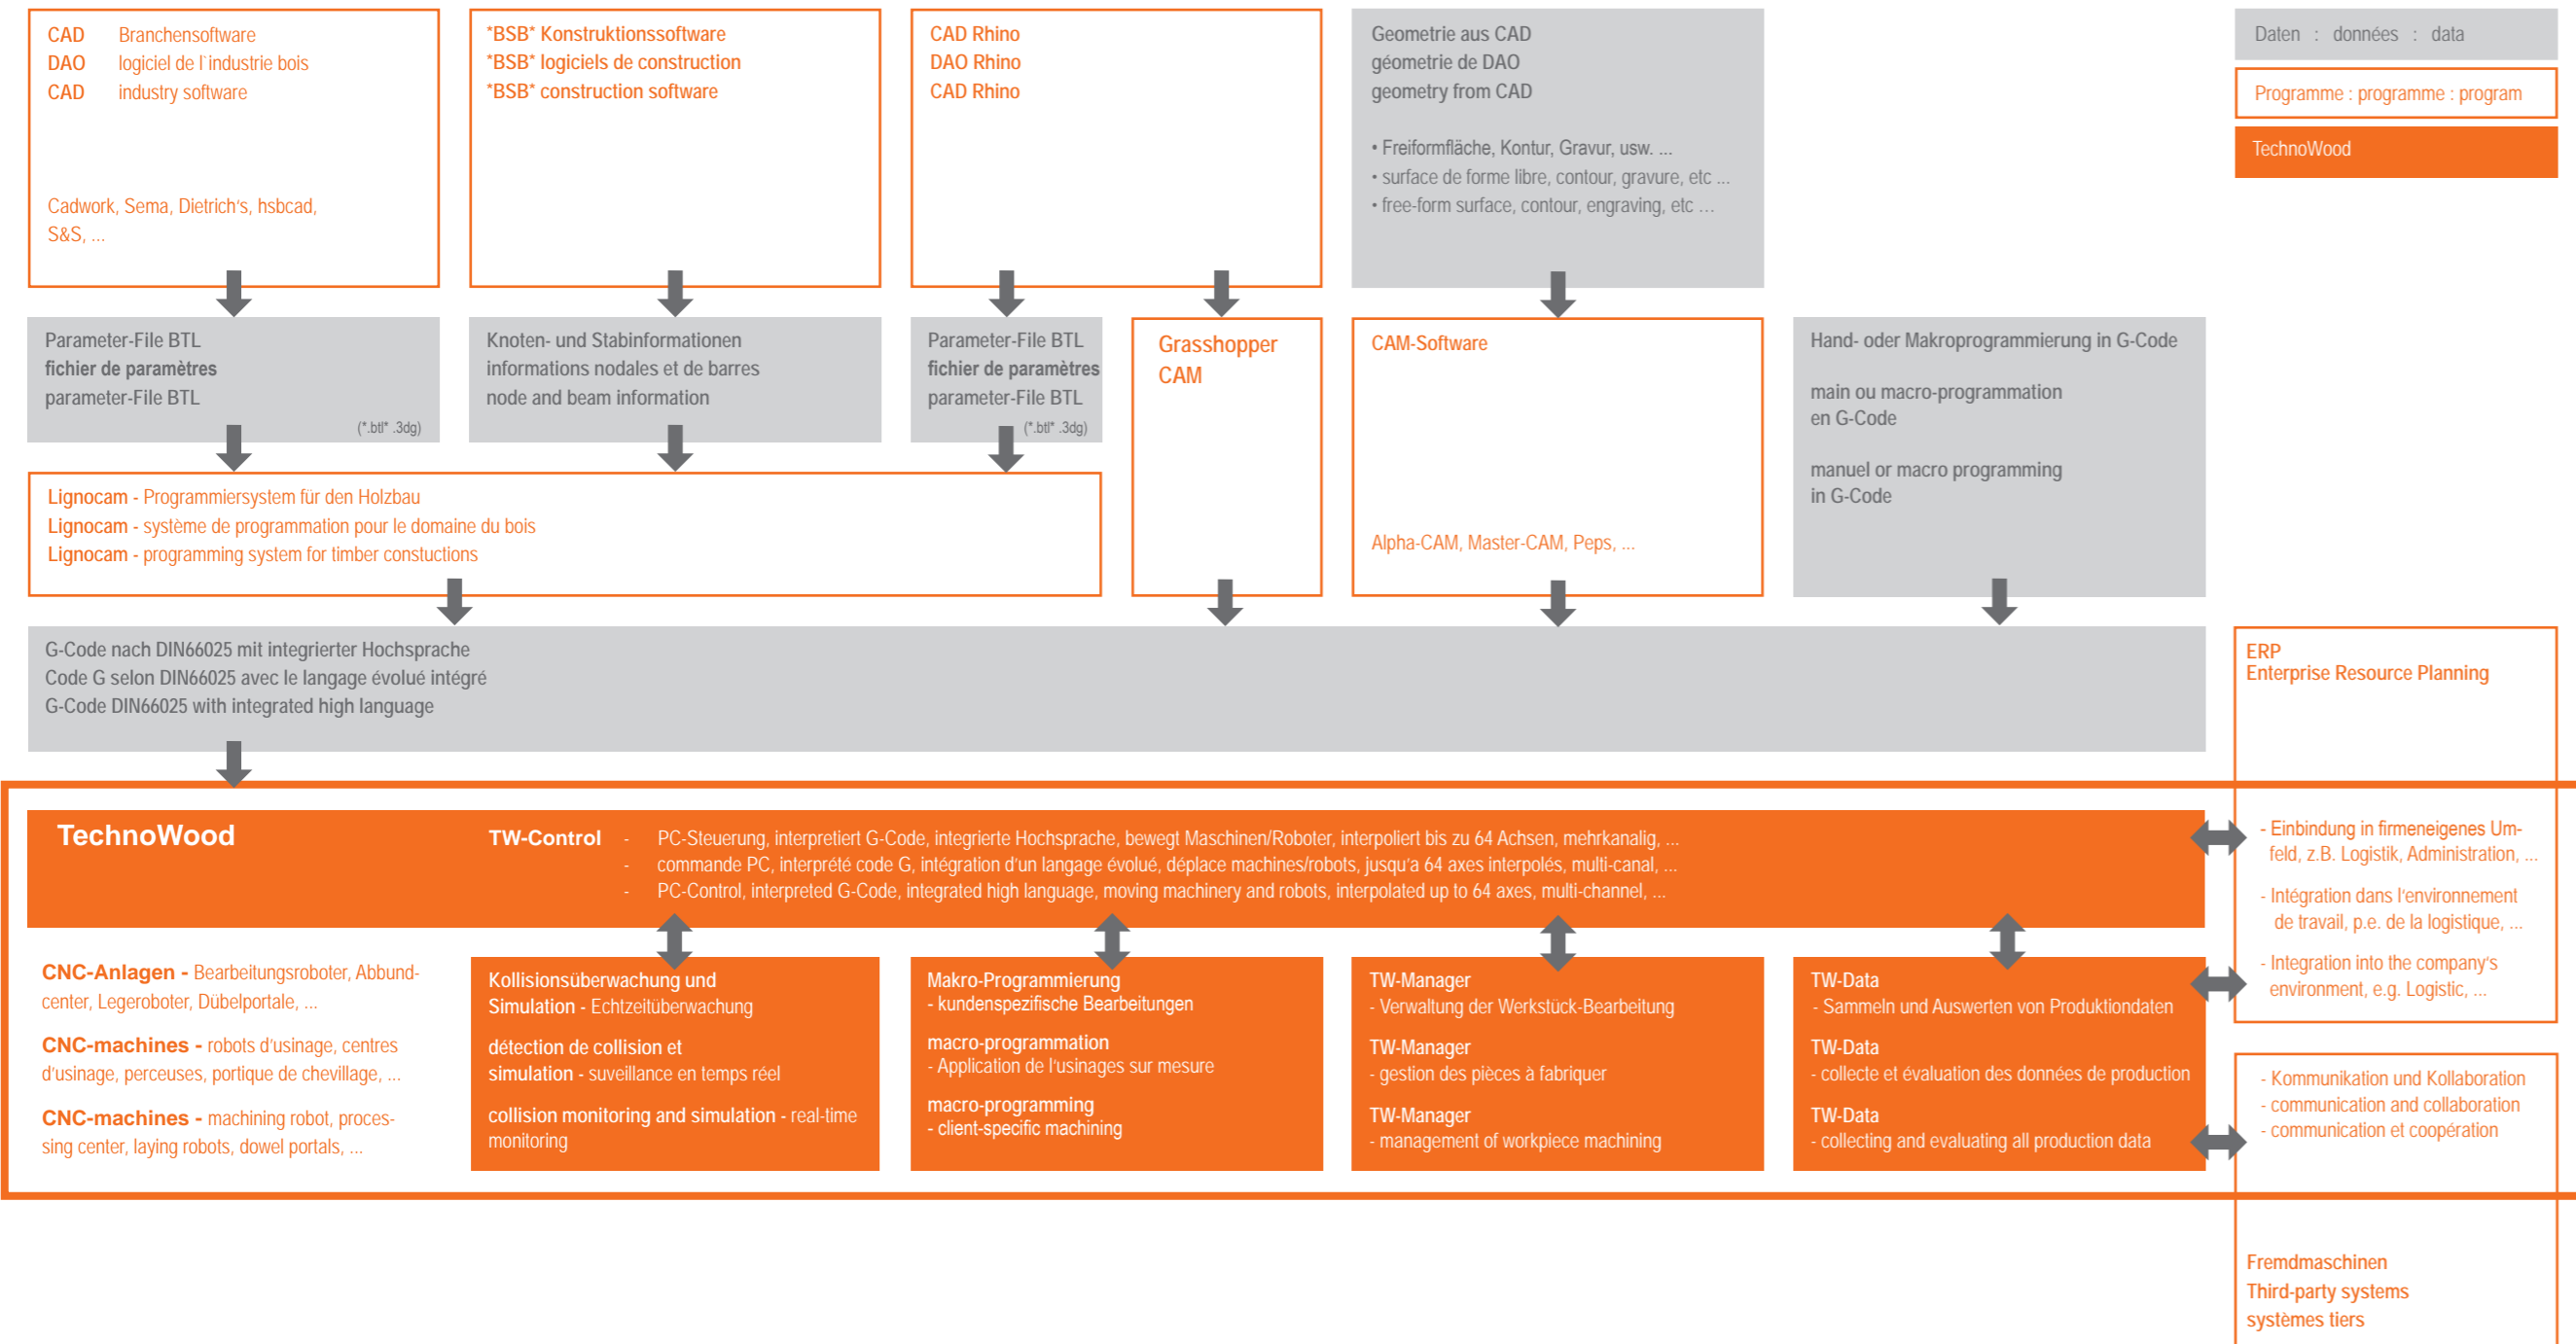 CAD Branchensoftware
DAO logiciel de l`industrie bois
CAD industry software
Cadwork, Sema, Dietrich's, hsbcad,
S&S, ...
*BSB* Konstruktionssoftware
*BSB* logiciels de construction
*BSB* construction software
CAD Rhino
DAO Rhino
CAD Rhino
Geometrie aus CAD
géometrie de DAO
geometry from CAD
• Freiformfläche, Kontur, Gravur, usw. ...
• surface de forme libre, contour, gravure, etc ...
• free-form surface, contour, engraving, etc ...
Daten : données : data
Programme : programme : program
TechnoWood
Parameter-File BTL
fichier de paramètres
parameter-File BTL
(*.btl* .3dg)
Knoten- und Stabinformationen
informations nodales et de barres
node and beam information
Parameter-File BTL
fichier de paramètres
parameter-File BTL
(*.btl* .3dg)
Grasshopper
CAM
CAM-Software
Alpha-CAM, Master-CAM, Peps, ...
Hand- oder Makroprogrammierung in G-Code
main ou macro-programmation
en G-Code
manuel or macro programming
in G-Code
Lignocam - Programmiersystem für den Holzbau
Lignocam - système de programmation pour le domaine du bois
Lignocam - programming system for timber constuctions
G-Code nach DIN66025 mit integrierter Hochsprache
Code G selon DIN66025 avec le langage évolué intégré
G-Code DIN66025 with integrated high language
ERP
Enterprise Resource Planning
TechnoWood
TW-Control - PC-Steuerung, interpretiert G-Code, integrierte Hochsprache, bewegt Maschinen/Roboter, interpoliert bis zu 64 Achsen, mehrkanalig, ...
- commande PC, interprété code G, intégration d'un langage évolué, déplace machines/robots, jusqu'a 64 axes interpolés, multi-canal, ...
- PC-Control, interpreted G-Code, integrated high language, moving machinery and robots, interpolated up to 64 axes, multi-channel, ...
- Einbindung in firmeneigenes Um-
feld, z.B. Logistik, Administration, ...
- Intégration dans l'environnement
de travail, p.e. de la logistique, ...
- Integration into the company's
environment, e.g. Logistic, ...
CNC-Anlagen - Bearbeitungsroboter, Abbund-
center, Legeroboter, Dübelportale, ...
CNC-machines - robots d'usinage, centres
d'usinage, perceuses, portique de chevillage, ...
CNC-machines - machining robot, proces-
sing center, laying robots, dowel portals, ...
Kollisionsüberwachung und
Simulation - Echtzeitüberwachung
détection de collision et
simulation - suveillance en temps réel
collision monitoring and simulation - real-time
monitoring
Makro-Programmierung
- kundenspezifische Bearbeitungen
macro-programmation
- Application de l'usinages sur mesure
macro-programming
- client-specific machining
TW-Manager
- Verwaltung der Werkstück-Bearbeitung
TW-Manager
- gestion des pièces à fabriquer
TW-Manager
- management of workpiece machining
TW-Data
- Sammeln und Auswerten von Produktiondaten
TW-Data
- collecte et évaluation des données de production
TW-Data
- collecting and evaluating all production data
- Kommunikation und Kollaboration
- communication and collaboration
- communication et coopération
Fremdmaschinen
Third-party systems
systèmes tiers